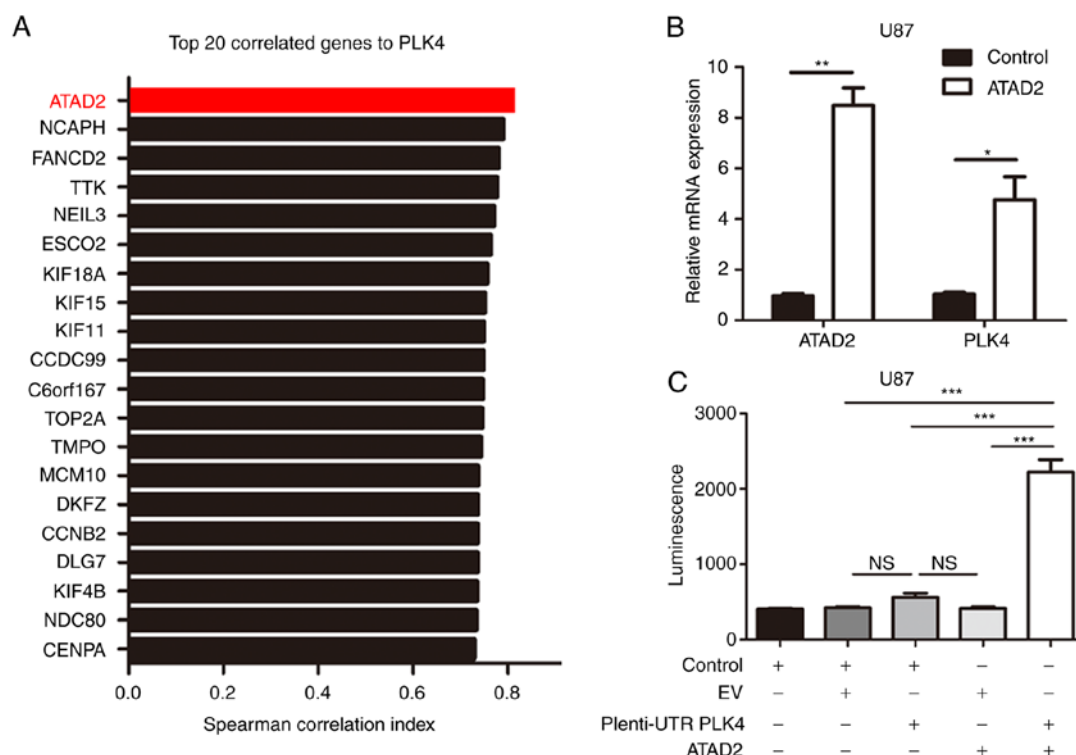 A
Top 20 correlated genes to PLK4
ATAD2
NCAPH
FANCD2
TTK
NEIL3
ESCO2
KIF18A
KIF15
KIF11
CCDC99
C6orf167
TOP2A
TMPO
MCM10
DKFZ
CCNB2
DLG7
KIF4B
NDC80
CENPA
0.0 0.2 0.4 0.6 0.8
Spearman correlation index
B
U87
Control
ATAD2
Relative mRNA expression
10
8
6
4
2
0
**
*
ATAD2 PLK4
C
U87
Luminescence
3000
2000
1000
0
***
***
***
NS NS
Control + + + – –
EV – + – + –
Plenti-UTR PLK4 – – + – +
ATAD2 – – – + +